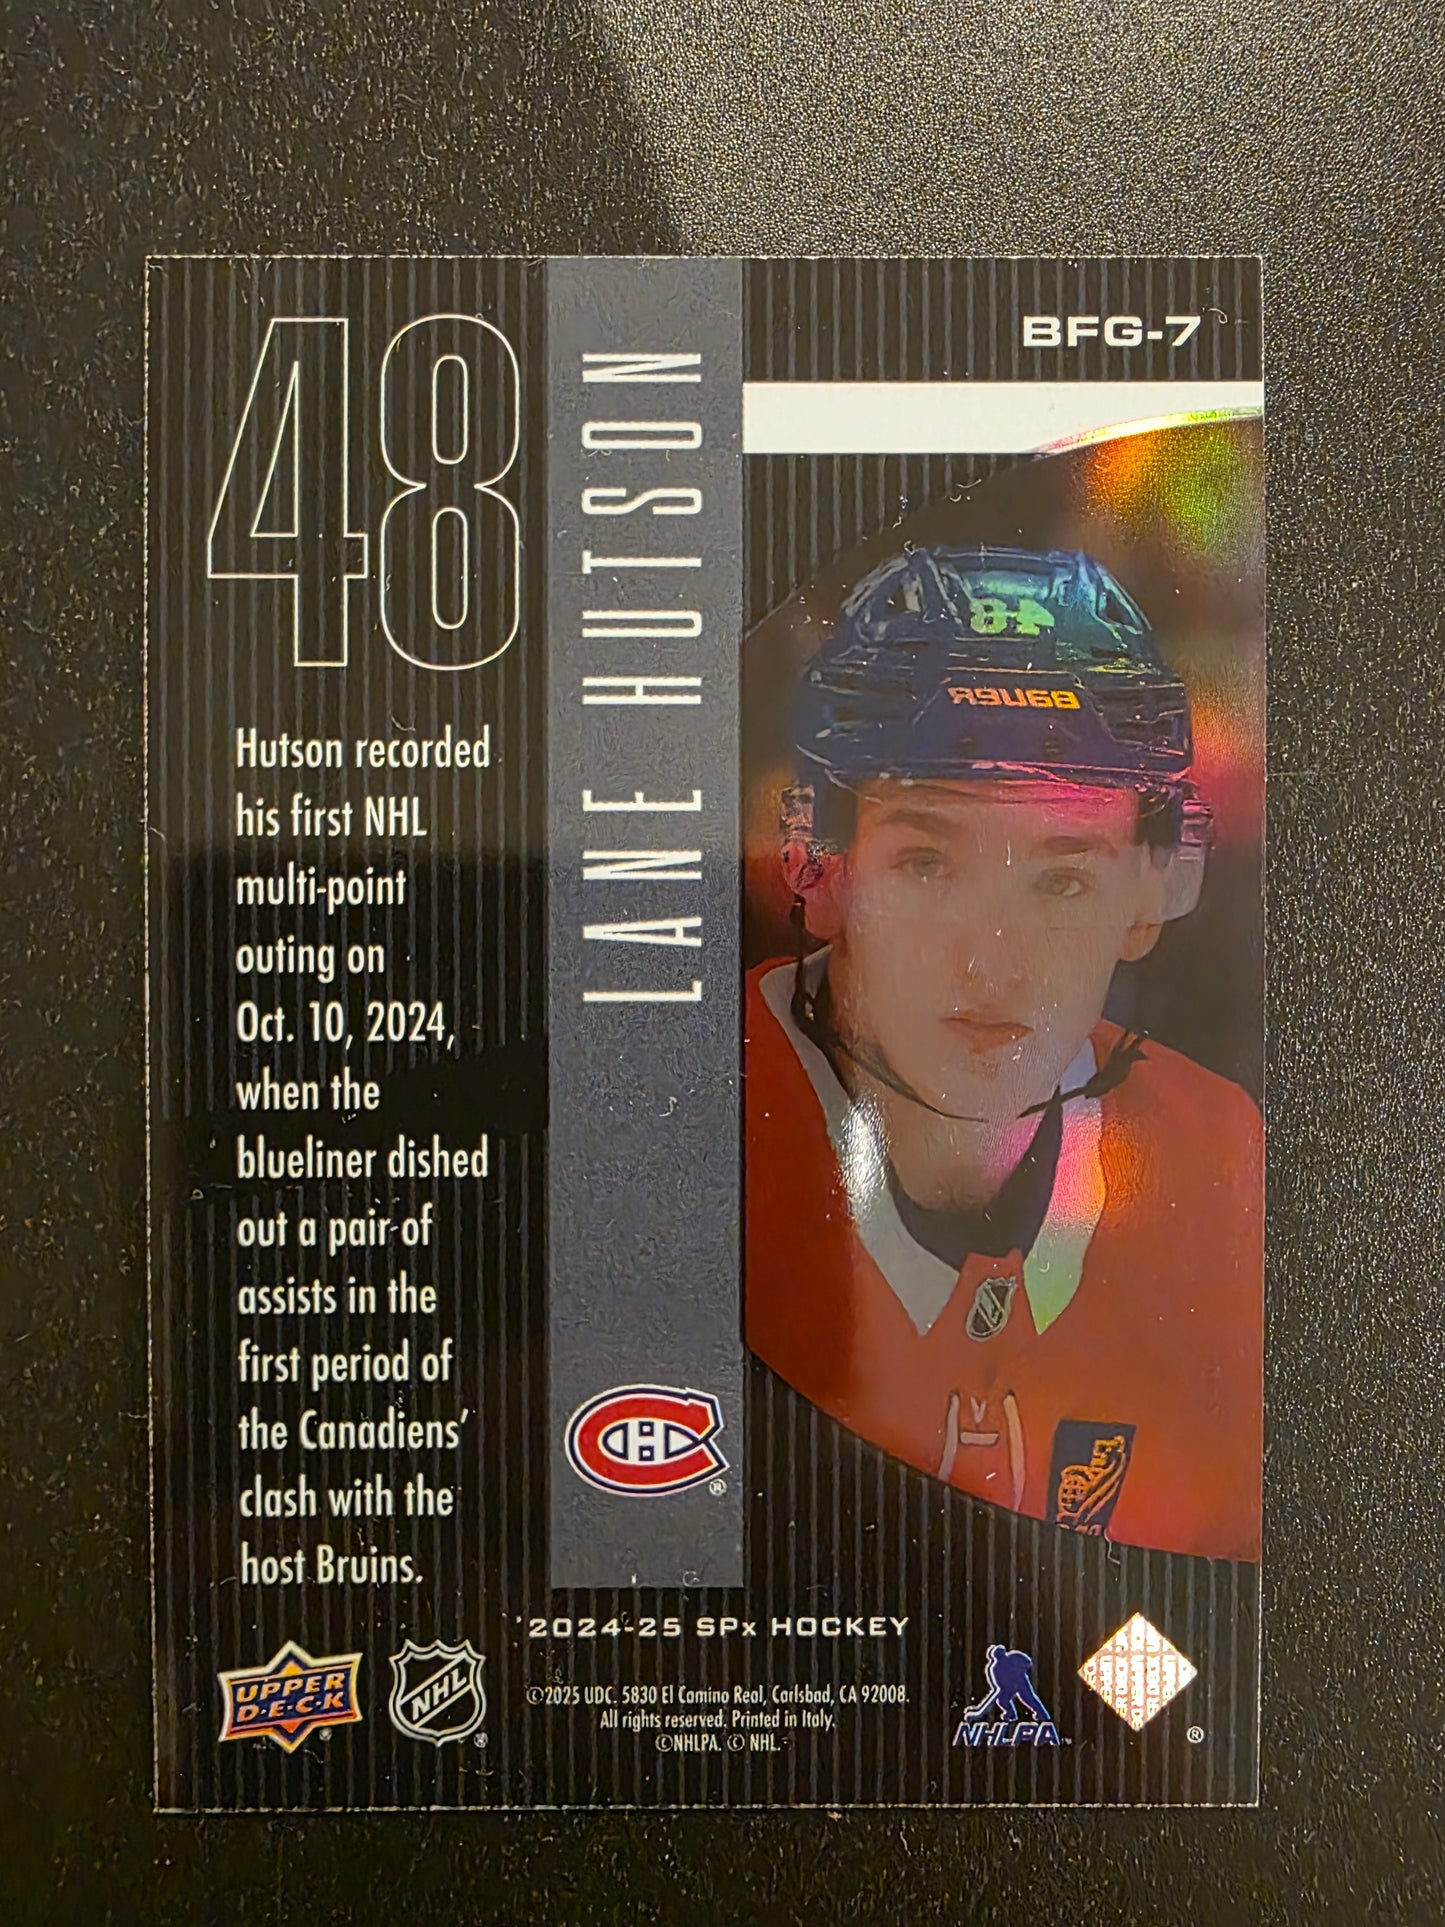 48
LANE HUTSON
BFG-7
Hutson recorded
his first NHL
multi-point
outing on
Oct. 10, 2024,
when the
blueliner dished
out a pair of
assists in the
first period of
the Canadiens'
clash with the
host Bruins.
48
BAUER
2024-25 SPx HOCKEY
UPPER
D·E·C·K
®
NHL
®
©2025 UDC. 5830 El Camino Real, Carlsbad, CA 92008.
All rights reserved. Printed in Italy.
©NHLPA. © NHL.
NHLPA
®